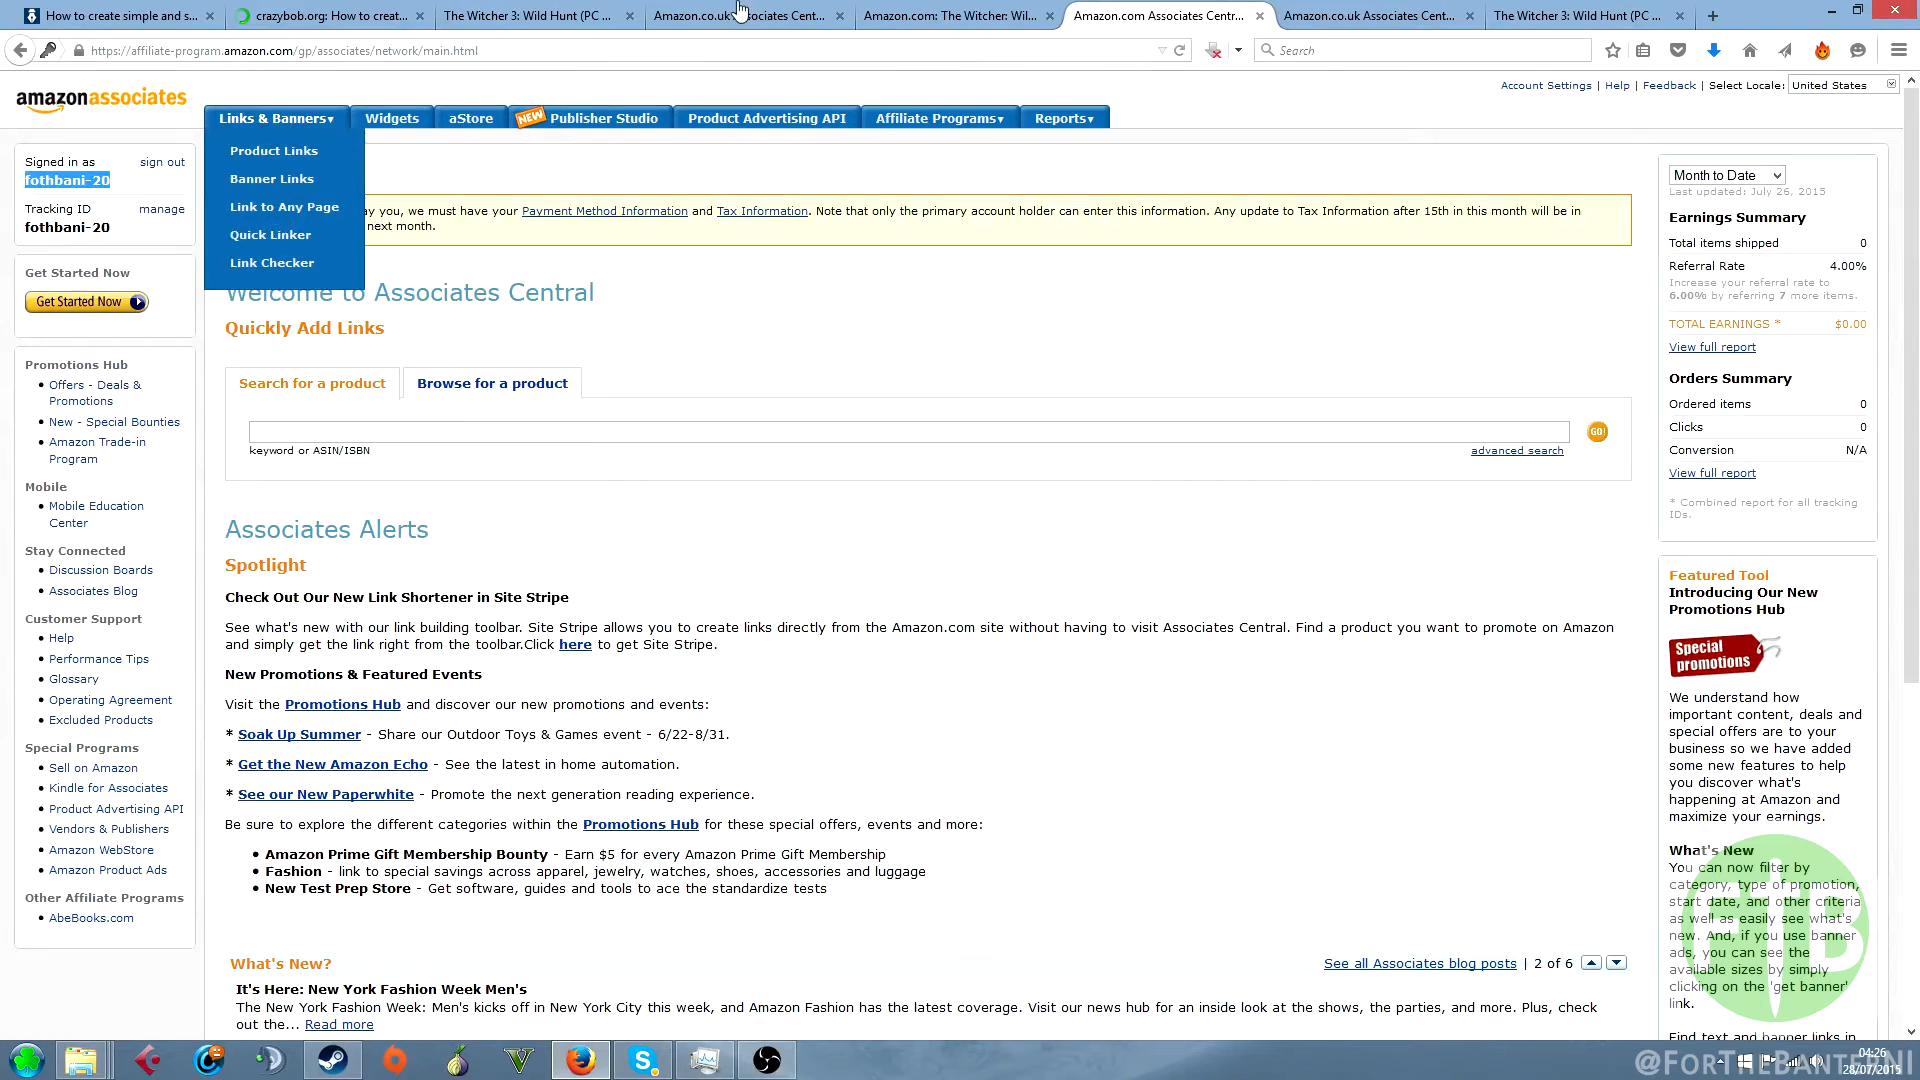 How to create simple and s...
crazybob.org: How to creat...
The Witcher 3: Wild Hunt (PC ...
Amazon.co.uk Associates Cent...
Amazon.com: The Witcher: Wil...
Amazon.com Associates Centr...
Amazon.co.uk Associates Cent...
The Witcher 3: Wild Hunt (PC ...
https://affiliate-program.amazon.com/gp/associates/network/main.html
Search
amazonassociates
Account Settings | Help | Feedback | Select Locale: United States
Links & Banners▾
Widgets
aStore
NEW Publisher Studio
Product Advertising API
Affiliate Programs▾
Reports▾
Product Links
Banner Links
Link to Any Page
Quick Linker
Link Checker
Signed in as sign out
fothbani-20
Tracking ID manage
fothbani-20
Get Started Now
Get Started Now
Promotions Hub
Offers - Deals &
Promotions
New - Special Bounties
Amazon Trade-in
Program
Mobile
Mobile Education
Center
Stay Connected
Discussion Boards
Associates Blog
Customer Support
Help
Performance Tips
Glossary
Operating Agreement
Excluded Products
Special Programs
Sell on Amazon
Kindle for Associates
Product Advertising API
Vendors & Publishers
Amazon WebStore
Amazon Product Ads
Other Affiliate Programs
AbeBooks.com
you, we must have your Payment Method Information and Tax Information. Note that only the primary account holder can enter this information. Any update to Tax Information after 15th in this month will be in
next month.
Welcome to Associates Central
Quickly Add Links
Search for a product
Browse for a product
GO!
keyword or ASIN/ISBN
advanced search
Associates Alerts
Spotlight
Check Out Our New Link Shortener in Site Stripe
See what's new with our link building toolbar. Site Stripe allows you to create links directly from the Amazon.com site without having to visit Associates Central. Find a product you want to promote on Amazon
and simply get the link right from the toolbar.Click here to get Site Stripe.
New Promotions & Featured Events
Visit the Promotions Hub and discover our new promotions and events:
* Soak Up Summer - Share our Outdoor Toys & Games event - 6/22-8/31.
* Get the New Amazon Echo - See the latest in home automation.
* See our New Paperwhite - Promote the next generation reading experience.
Be sure to explore the different categories within the Promotions Hub for these special offers, events and more:
Amazon Prime Gift Membership Bounty - Earn $5 for every Amazon Prime Gift Membership
Fashion - link to special savings across apparel, jewelry, watches, shoes, accessories and luggage
New Test Prep Store - Get software, guides and tools to ace the standardize tests
What's New?
See all Associates blog posts | 2 of 6
It's Here: New York Fashion Week Men's
The New York Fashion Week: Men's kicks off in New York City this week, and Amazon Fashion has the latest coverage. Visit our news hub for an inside look at the shows, the parties, and more. Plus, check
out the... Read more
Month to Date
Last updated: July 26, 2015
Earnings Summary
Total items shipped 0
Referral Rate 4.00%
Increase your referral rate to
6.00% by referring 7 more items.
TOTAL EARNINGS * $0.00
View full report
Orders Summary
Ordered items 0
Clicks 0
Conversion N/A
View full report
* Combined report for all tracking
IDs.
Featured Tool
Introducing Our New
Promotions Hub
Special
promotions
We understand how
important content, deals and
special offers are to your
business so we have added
some new features to help
you discover what's
happening at Amazon and
maximize your earnings.
What's New
You can now filter by
category, type of promotion,
start date, and other criteria
as well as easily see what's
new. And, if you use banner
ads, you can see the
available sizes by simply
clicking on the 'get banner'
link.
Find text and banner links in
FTB
@ForTheBanterNI
04:26
28/07/2015